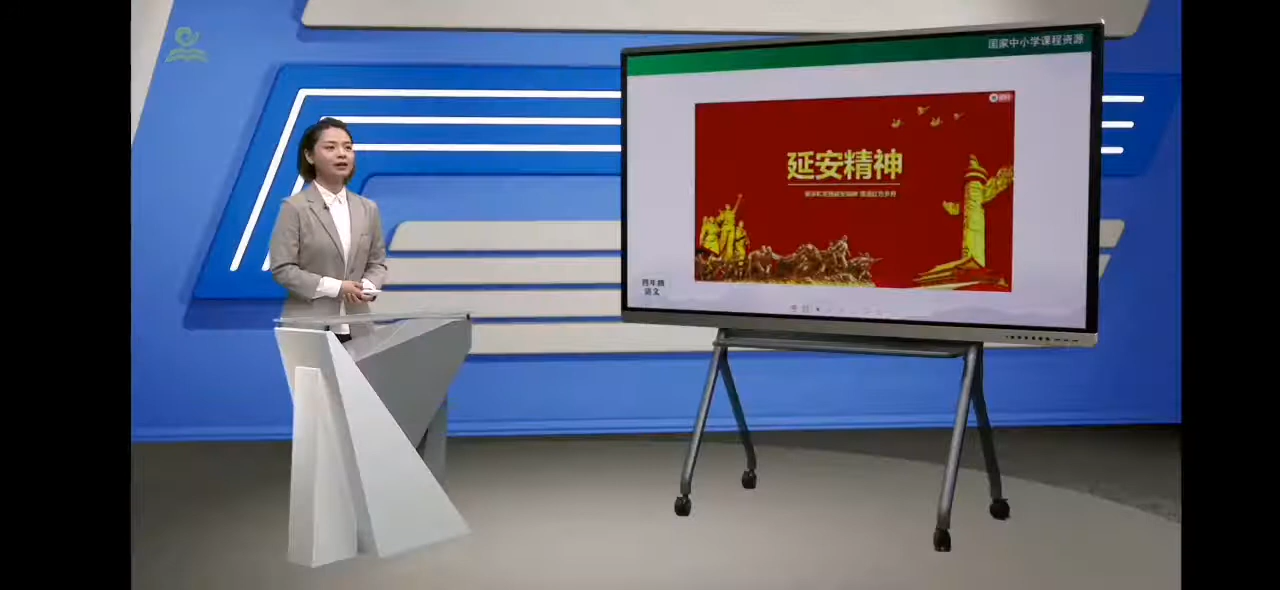 国家中小学课程资源
延安精神
四年级
语文